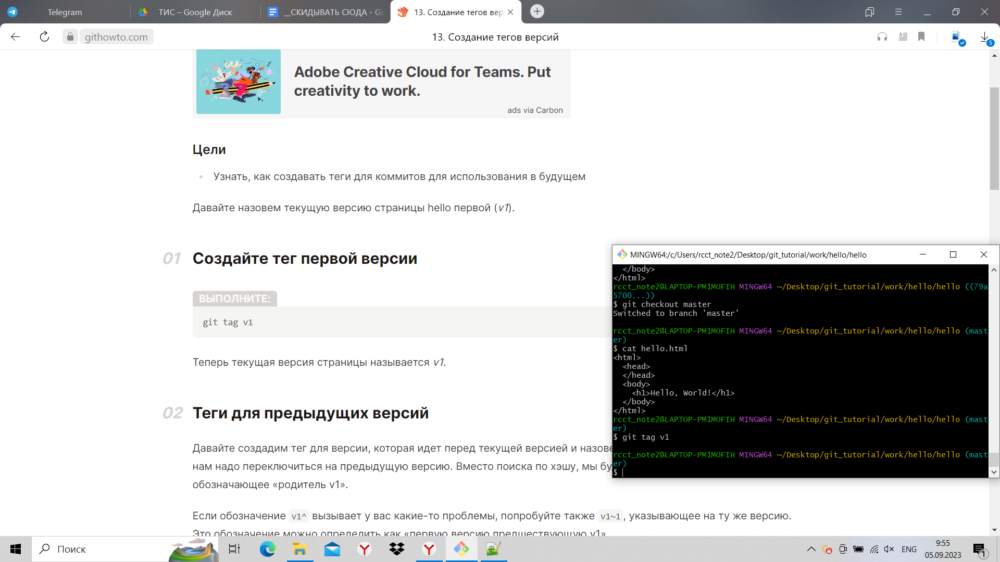 Telegram
ТИС – Google Диск
__СКИДЫВАТЬ СЮДА - Go
13. Создание тегов вер
githowto.com
13. Создание тегов версий
5
Adobe Creative Cloud for Teams. Put
creativity to work.
ads via Carbon
Цели
Узнать, как создавать теги для коммитов для использования в будущем
Давайте назовем текущую версию страницы hello первой (v1).
01 Создайте тег первой версии
ВЫПОЛНИТЕ:
git tag v1
Теперь текущая версия страницы называется v1.
02 Теги для предыдущих версий
Давайте создадим тег для версии, которая идет перед текущей версией и назове
нам надо переключиться на предыдущую версию. Вместо поиска по хэшу, мы бу
обозначающее «родитель v1».
Если обозначение v1^ вызывает у вас какие-то проблемы, попробуйте также v1~1, указывающее на ту же версию.
Это обозначение можно определить как «первую версию предшествующую v1»
MINGW64:/c/Users/rcct_note2/Desktop/git_tutorial/work/hello/hello
</body>
</html>
rcct_note2@LAPTOP-PM1MOFIH MINGW64 ~/Desktop/git_tutorial/work/hello/hello ((79a
5700...))
$ git checkout master
Switched to branch 'master'
rcct_note2@LAPTOP-PM1MOFIH MINGW64 ~/Desktop/git_tutorial/work/hello/hello (mast
er)
$ cat hello.html
<html>
<head>
</head>
<body>
<h1>Hello, World!</h1>
</body>
</html>
rcct_note2@LAPTOP-PM1MOFIH MINGW64 ~/Desktop/git_tutorial/work/hello/hello (mast
er)
$ git tag v1
rcct_note2@LAPTOP-PM1MOFIH MINGW64 ~/Desktop/git_tutorial/work/hello/hello (mast
er)
$
Поиск
ENG
9:55
05.09.2023
1